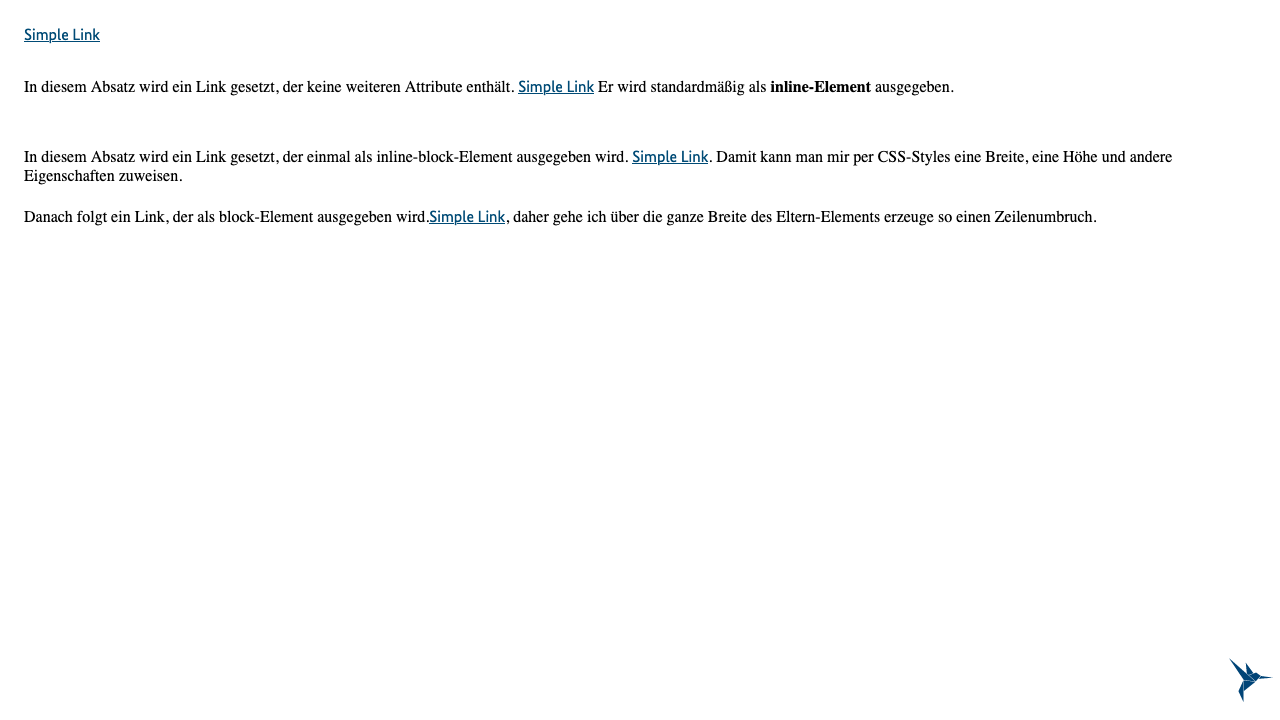 Simple Link
In diesem Absatz wird ein Link gesetzt, der keine weiteren Attribute enthält. Simple Link Er wird standardmäßig als inline-Element ausgegeben.
In diesem Absatz wird ein Link gesetzt, der einmal als inline-block-Element ausgegeben wird. Simple Link. Damit kann man mir per CSS-Styles eine Breite, eine Höhe und andere
Eigenschaften zuweisen.
Danach folgt ein Link, der als block-Element ausgegeben wird.Simple Link, daher gehe ich über die ganze Breite des Eltern-Elements erzeuge so einen Zeilenumbruch.